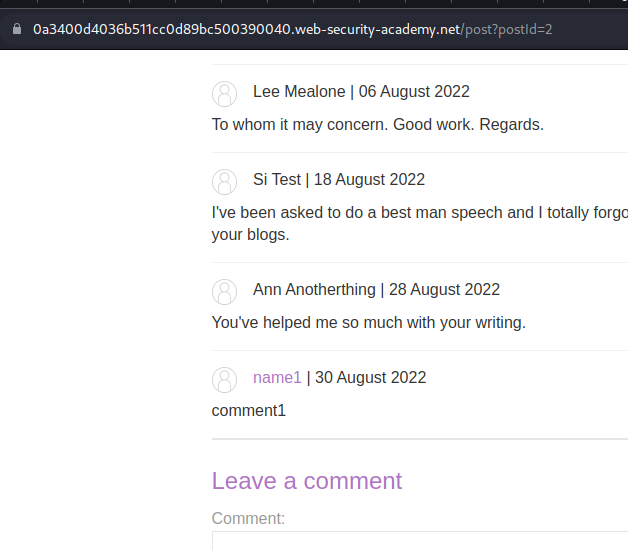 0a3400d4036b511cc0d89bc500390040.web-security-academy.net/post?postId=2
Lee Mealone | 06 August 2022
To whom it may concern. Good work. Regards.
Si Test | 18 August 2022
I've been asked to do a best man speech and I totally forgo
your blogs.
Ann Anotherthing | 28 August 2022
You've helped me so much with your writing.
name1 | 30 August 2022
comment1
Leave a comment
Comment: